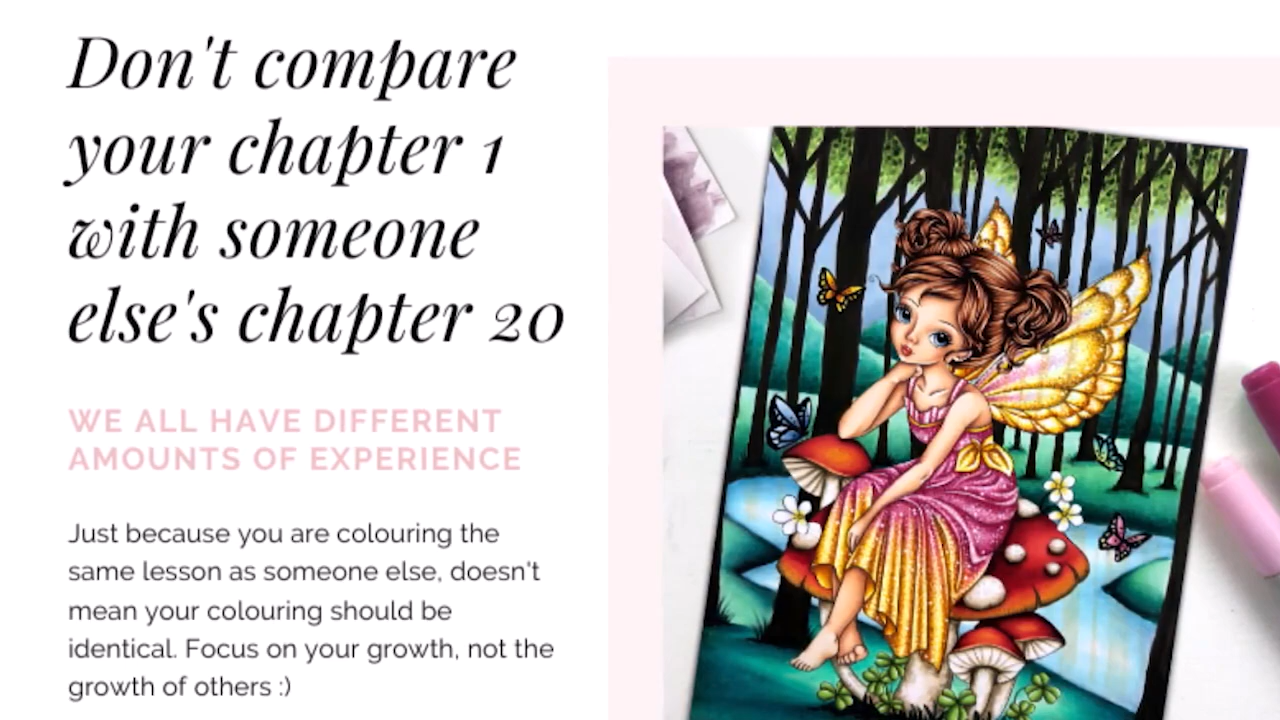 Don't compare
your chapter 1
with someone
else's chapter 20
WE ALL HAVE DIFFERENT
AMOUNTS OF EXPERIENCE
Just because you are colouring the
same lesson as someone else, doesn't
mean your colouring should be
identical. Focus on your growth, not the
growth of others :)